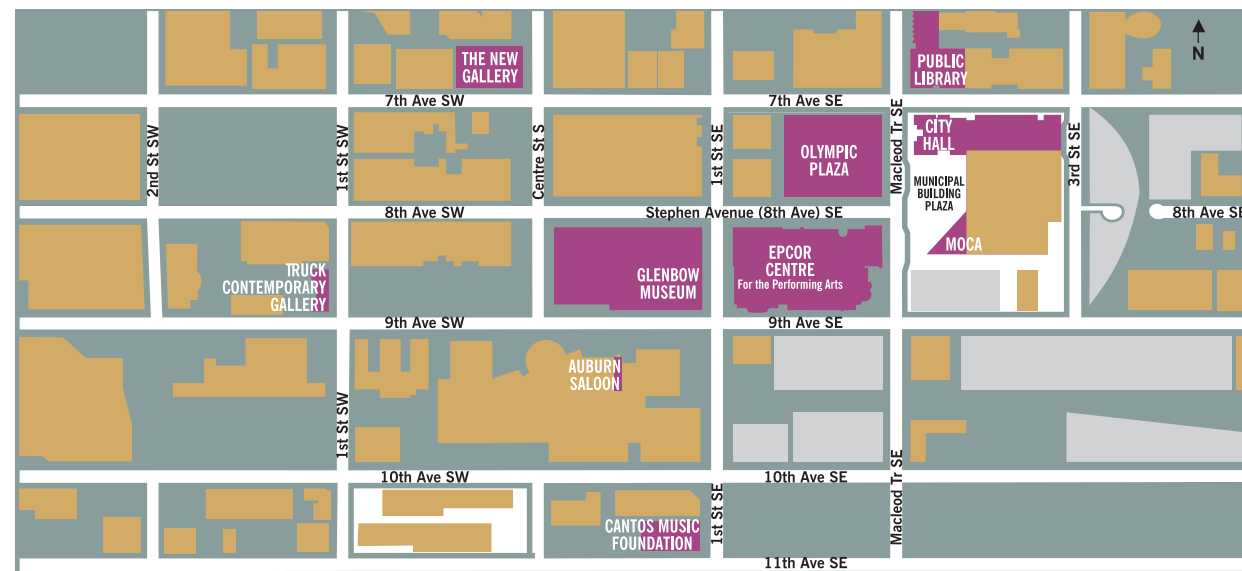 THE NEW
GALLERY
PUBLIC
LIBRARY
N
7th Ave SW
7th Ave SE
2nd St SW
1st St SW
Centre St S
1st St SE
Macleod Tr SE
3rd St SE
OLYMPIC
PLAZA
CITY
HALL
MUNICIPAL
BUILDING
PLAZA
8th Ave SW
Stephen Avenue (8th Ave) SE
8th Ave SE
MOCA
TRUCK
CONTEMPORARY
GALLERY
GLENBOW
MUSEUM
EPCOR
CENTRE
For the Performing Arts
9th Ave SW
9th Ave SE
AUBURN
SALOON
1st St SW
10th Ave SW
10th Ave SE
Macleod Tr SE
1st St SE
CANTOS MUSIC
FOUNDATION
11th Ave SE